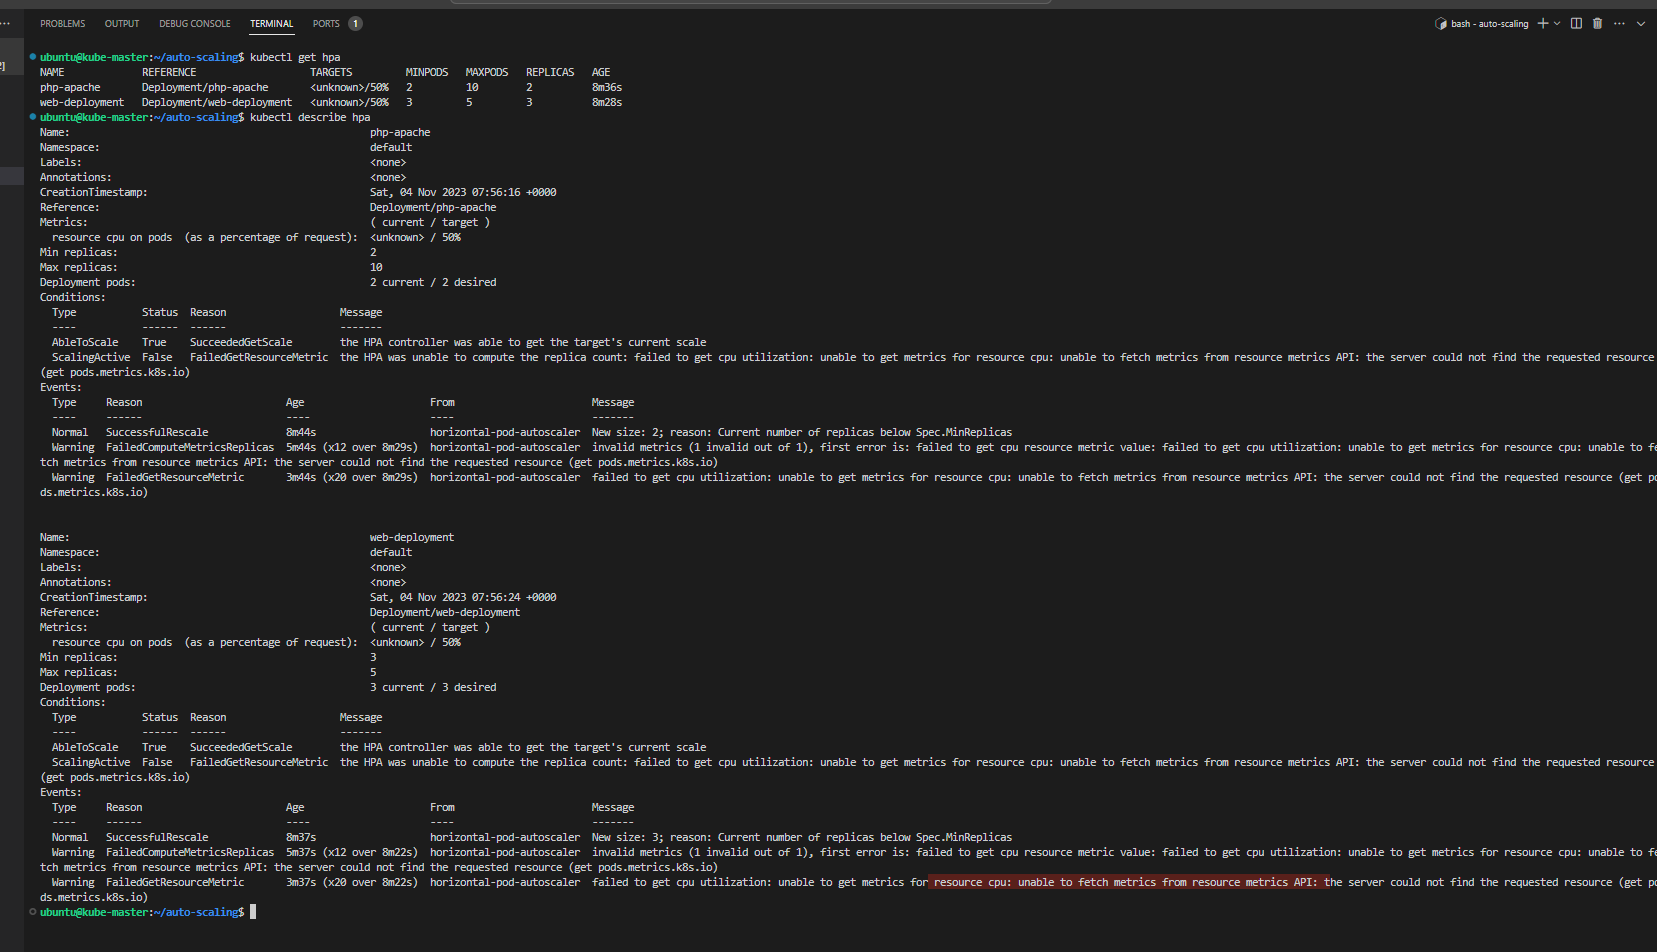 PROBLEMS OUTPUT DEBUG CONSOLE TERMINAL PORTS 1 bash - auto-scaling
ubuntu@kube-master:~/auto-scaling$ kubectl get hpa
NAME REFERENCE TARGETS MINPODS MAXPODS REPLICAS AGE
php-apache Deployment/php-apache <unknown>/50% 2 10 2 8m36s
web-deployment Deployment/web-deployment <unknown>/50% 3 5 3 8m28s
ubuntu@kube-master:~/auto-scaling$ kubectl describe hpa
Name: php-apache
Namespace: default
Labels: <none>
Annotations: <none>
CreationTimestamp: Sat, 04 Nov 2023 07:56:16 +0000
Reference: Deployment/php-apache
Metrics: ( current / target )
resource cpu on pods (as a percentage of request): <unknown> / 50%
Min replicas: 2
Max replicas: 10
Deployment pods: 2 current / 2 desired
Conditions:
Type Status Reason Message
---- ------ ------ -------
AbleToScale True SucceededGetScale the HPA controller was able to get the target's current scale
ScalingActive False FailedGetResourceMetric the HPA was unable to compute the replica count: failed to get cpu utilization: unable to get metrics for resource cpu: unable to fetch metrics from resource metrics API: the server could not find the requested resource
(get pods.metrics.k8s.io)
Events:
Type Reason Age From Message
---- ------ ---- ---- -------
Normal SuccessfulRescale 8m44s horizontal-pod-autoscaler New size: 2; reason: Current number of replicas below Spec.MinReplicas
Warning FailedComputeMetricsReplicas 5m44s (x12 over 8m29s) horizontal-pod-autoscaler invalid metrics (1 invalid out of 1), first error is: failed to get cpu resource metric value: failed to get cpu utilization: unable to get metrics for resource cpu: unable to fe
tch metrics from resource metrics API: the server could not find the requested resource (get pods.metrics.k8s.io)
Warning FailedGetResourceMetric 3m44s (x20 over 8m29s) horizontal-pod-autoscaler failed to get cpu utilization: unable to get metrics for resource cpu: unable to fetch metrics from resource metrics API: the server could not find the requested resource (get po
ds.metrics.k8s.io)
Name: web-deployment
Namespace: default
Labels: <none>
Annotations: <none>
CreationTimestamp: Sat, 04 Nov 2023 07:56:24 +0000
Reference: Deployment/web-deployment
Metrics: ( current / target )
resource cpu on pods (as a percentage of request): <unknown> / 50%
Min replicas: 3
Max replicas: 5
Deployment pods: 3 current / 3 desired
Conditions:
Type Status Reason Message
---- ------ ------ -------
AbleToScale True SucceededGetScale the HPA controller was able to get the target's current scale
ScalingActive False FailedGetResourceMetric the HPA was unable to compute the replica count: failed to get cpu utilization: unable to get metrics for resource cpu: unable to fetch metrics from resource metrics API: the server could not find the requested resource
(get pods.metrics.k8s.io)
Events:
Type Reason Age From Message
---- ------ ---- ---- -------
Normal SuccessfulRescale 8m37s horizontal-pod-autoscaler New size: 3; reason: Current number of replicas below Spec.MinReplicas
Warning FailedComputeMetricsReplicas 5m37s (x12 over 8m22s) horizontal-pod-autoscaler invalid metrics (1 invalid out of 1), first error is: failed to get cpu resource metric value: failed to get cpu utilization: unable to get metrics for resource cpu: unable to fe
tch metrics from resource metrics API: the server could not find the requested resource (get pods.metrics.k8s.io)
Warning FailedGetResourceMetric 3m37s (x20 over 8m22s) horizontal-pod-autoscaler failed to get cpu utilization: unable to get metrics for resource cpu: unable to fetch metrics from resource metrics API: the server could not find the requested resource (get po
ds.metrics.k8s.io)
ubuntu@kube-master:~/auto-scaling$